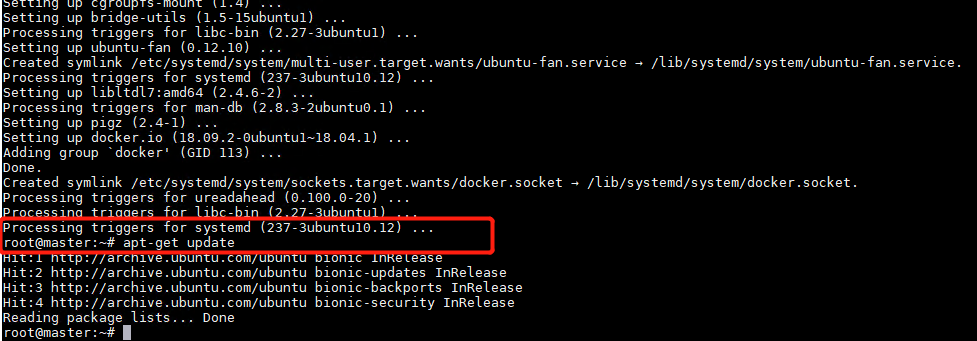 Setting up cgroupfs-mount (1.4) ...
Setting up bridge-utils (1.5-15ubuntu1) ...
Processing triggers for libc-bin (2.27-3ubuntu1) ...
Setting up ubuntu-fan (0.12.10) ...
Created symlink /etc/systemd/system/multi-user.target.wants/ubuntu-fan.service → /lib/systemd/system/ubuntu-fan.service.
Processing triggers for systemd (237-3ubuntu10.12) ...
Setting up libltdl7:amd64 (2.4.6-2) ...
Processing triggers for man-db (2.8.3-2ubuntu0.1) ...
Setting up pigz (2.4-1) ...
Setting up docker.io (18.09.2-0ubuntu1~18.04.1) ...
Adding group `docker' (GID 113) ...
Done.
Created symlink /etc/systemd/system/sockets.target.wants/docker.socket → /lib/systemd/system/docker.socket.
Processing triggers for ureadahead (0.100.0-20) ...
Processing triggers for libc-bin (2.27-3ubuntu1) ...
Processing triggers for systemd (237-3ubuntu10.12) ...
root@master:~# apt-get update
Hit:1 http://archive.ubuntu.com/ubuntu bionic InRelease
Hit:2 http://archive.ubuntu.com/ubuntu bionic-updates InRelease
Hit:3 http://archive.ubuntu.com/ubuntu bionic-backports InRelease
Hit:4 http://archive.ubuntu.com/ubuntu bionic-security InRelease
Reading package lists... Done
root@master:~#